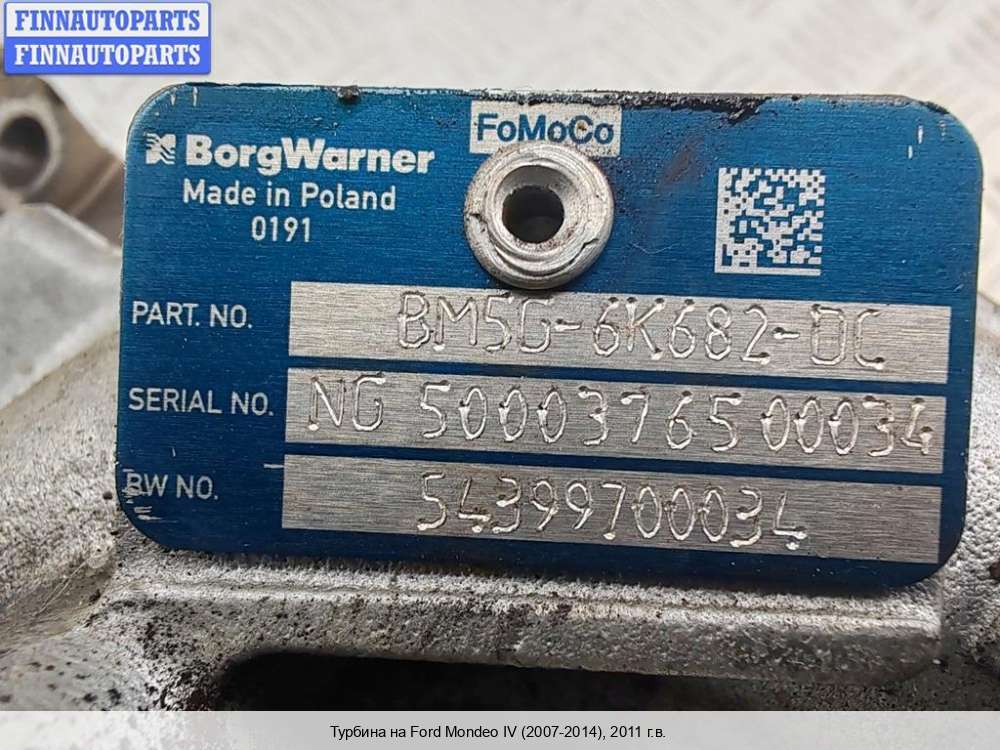 FINNAUTOPARTS
FINNAUTOPARTS
FoMoCo
BorgWarner
Made in Poland
0191
PART. NO. BM5G-6K682-DC
SERIAL NO. NG 50003765 00034
BW NO. 54399700034
Турбина на Ford Mondeo IV (2007-2014), 2011 г.в.